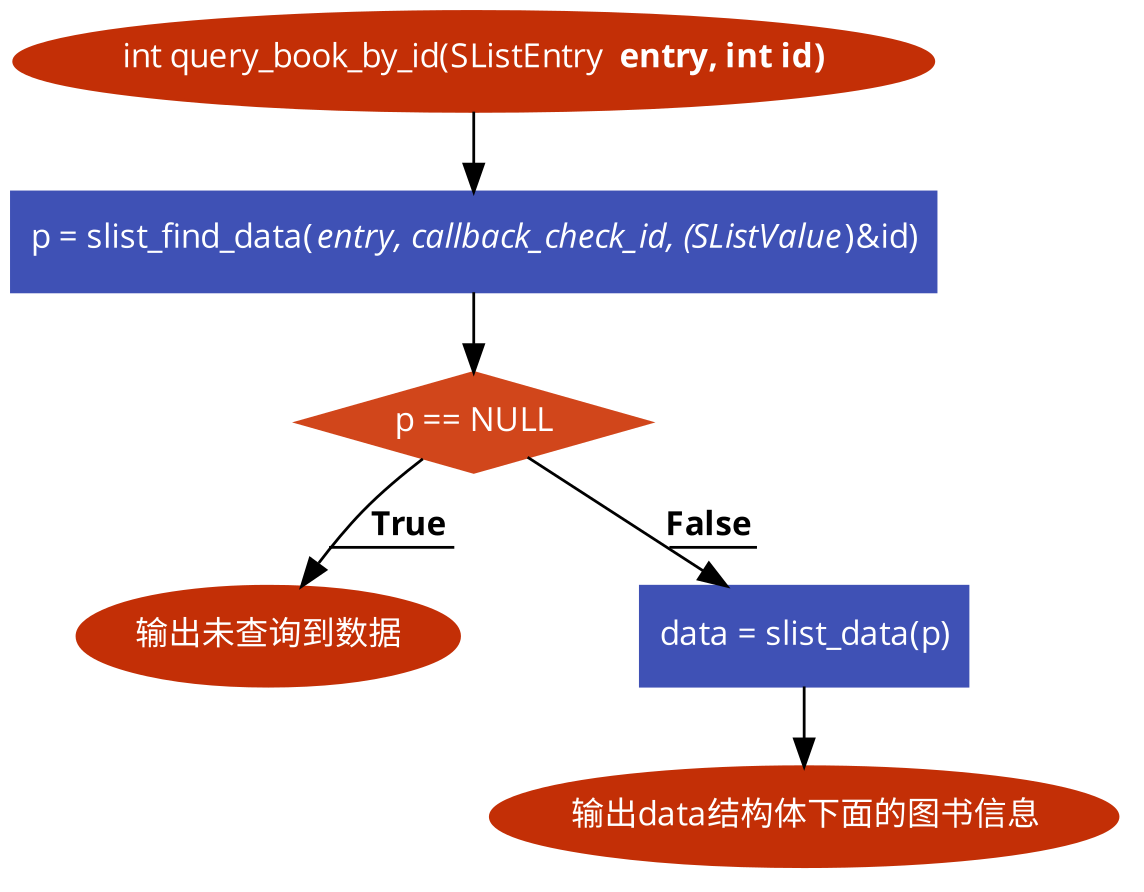 int query_book_by_id(SListEntry entry, int id)
p = slist_find_data(entry, callback_check_id, (SListValue)&id)
p == NULL
True
False
输出未查询到数据
data = slist_data(p)
输出data结构体下面的图书信息